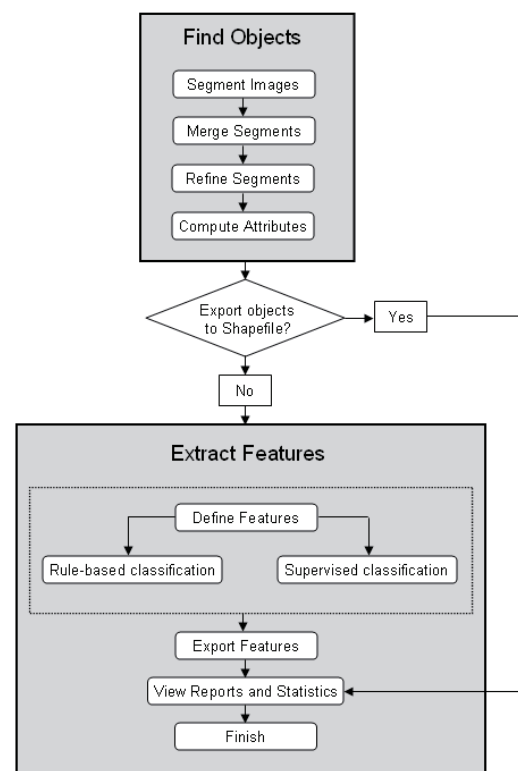 Find Objects
Segment Images
Merge Segments
Refine Segments
Compute Attributes
Export objects
to Shapefile?
Yes
No
Extract Features
Define Features
Rule-based classification
Supervised classification
Export Features
View Reports and Statistics
Finish